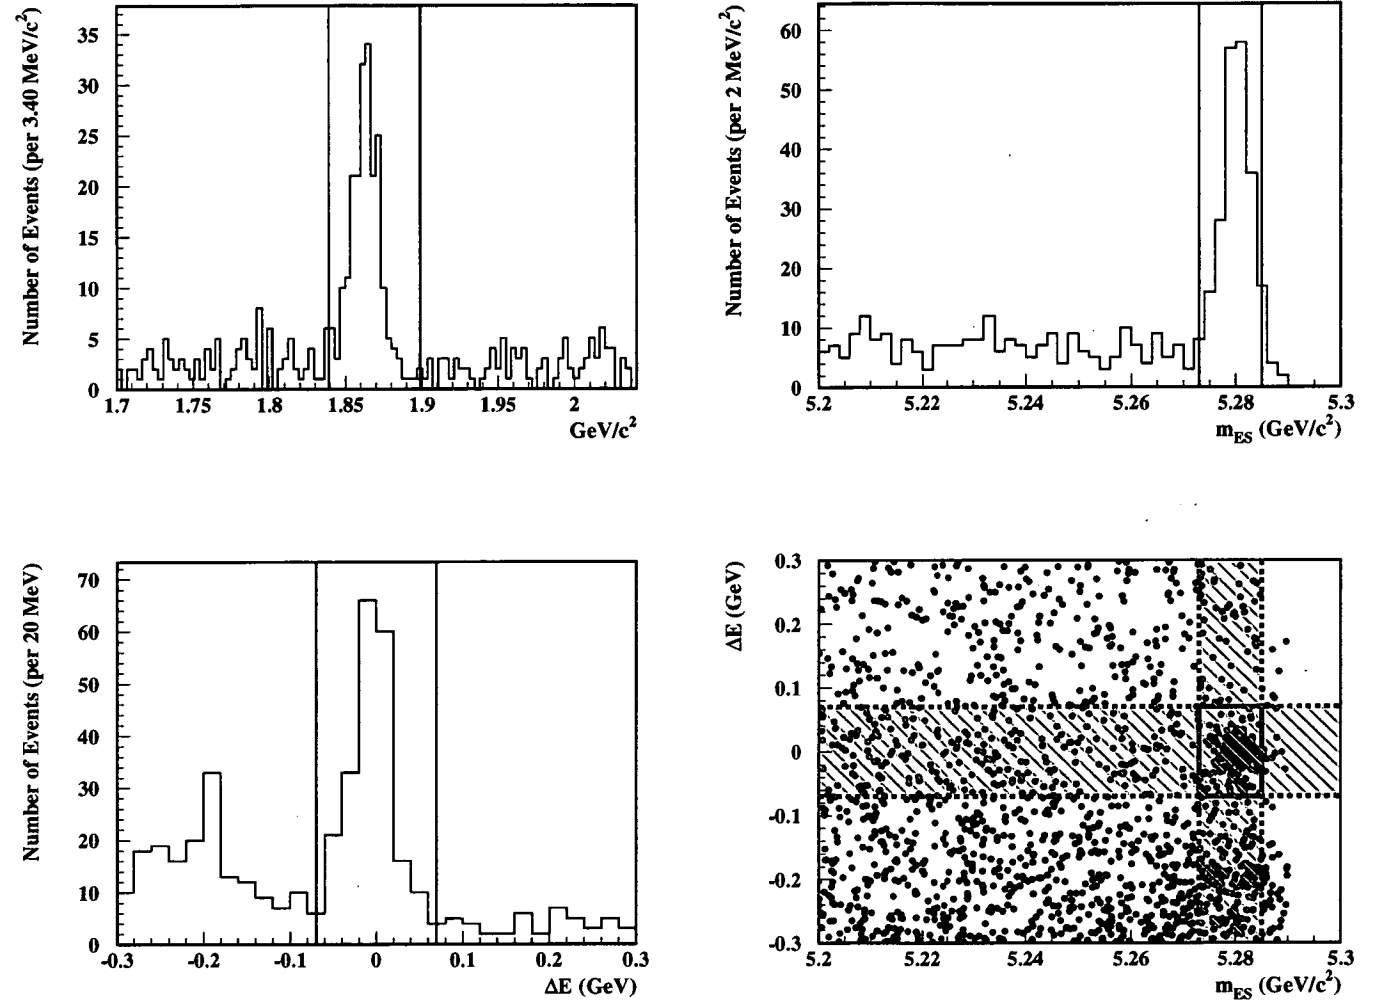 Number of Events (per 3.40 MeV/c²)
35
30
25
20
15
10
5
0
1.7 1.75 1.8 1.85 1.9 1.95 2
GeV/c²
Number of Events (per 2 MeV/c²)
60
50
40
30
20
10
0
5.2 5.22 5.24 5.26 5.28 5.3
m_ES (GeV/c²)
Number of Events (per 20 MeV)
70
60
50
40
30
20
10
0
-0.3 -0.2 -0.1 0 0.1 0.2 0.3
ΔE (GeV)
ΔE (GeV)
0.3
0.2
0.1
0
-0.1
-0.2
-0.3
5.2 5.22 5.24 5.26 5.28 5.3
m_ES (GeV/c²)